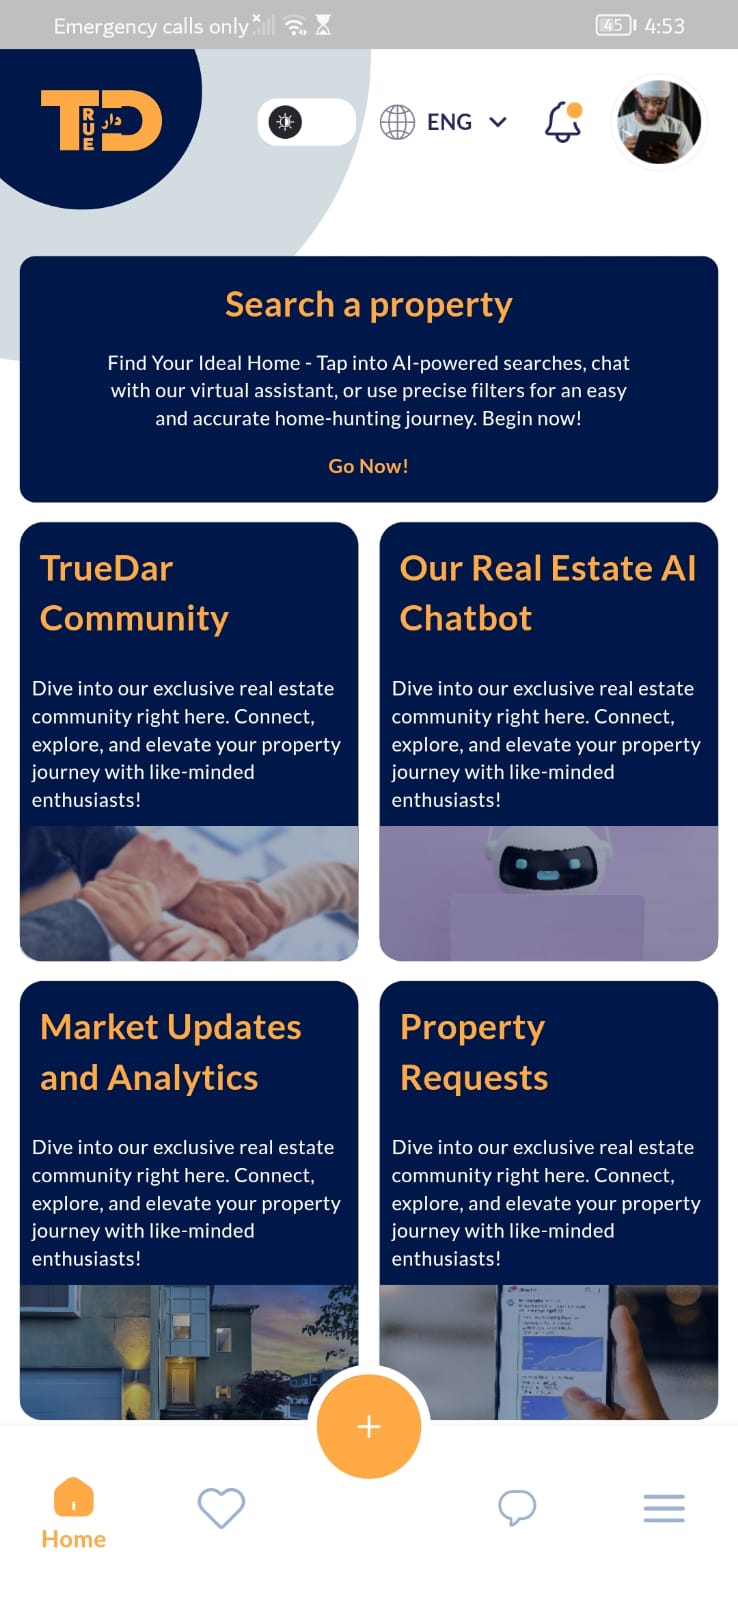 Emergency calls only 45 4:53
TRUE D دار
ENG
Search a property
Find Your Ideal Home - Tap into AI-powered searches, chat
with our virtual assistant, or use precise filters for an easy
and accurate home-hunting journey. Begin now!
Go Now!
TrueDar
Community
Dive into our exclusive real estate
community right here. Connect,
explore, and elevate your property
journey with like-minded
enthusiasts!
Our Real Estate AI
Chatbot
Dive into our exclusive real estate
community right here. Connect,
explore, and elevate your property
journey with like-minded
enthusiasts!
Market Updates
and Analytics
Dive into our exclusive real estate
community right here. Connect,
explore, and elevate your property
journey with like-minded
enthusiasts!
Property
Requests
Dive into our exclusive real estate
community right here. Connect,
explore, and elevate your property
journey with like-minded
enthusiasts!
Home